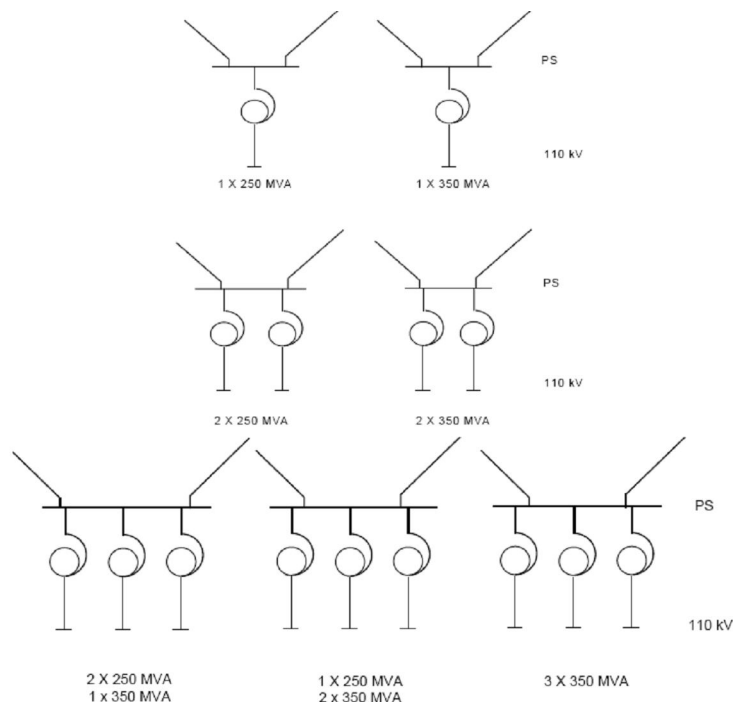 PS
110 kV
1 X 250 MVA
1 X 350 MVA
PS
110 kV
2 X 250 MVA
2 X 350 MVA
PS
110 kV
2 X 250 MVA
1 x 350 MVA
1 X 250 MVA
2 x 350 MVA
3 X 350 MVA